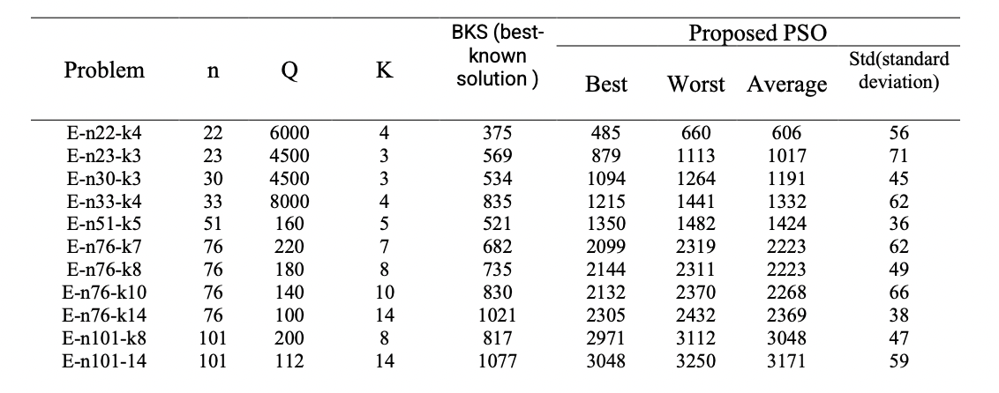 Problem n Q K BKS (best-known solution ) Proposed PSO
Best Worst Average Std(standard deviation)
E-n22-k4 22 6000 4 375 485 660 606 56
E-n23-k3 23 4500 3 569 879 1113 1017 71
E-n30-k3 30 4500 3 534 1094 1264 1191 45
E-n33-k4 33 8000 4 835 1215 1441 1332 62
E-n51-k5 51 160 5 521 1350 1482 1424 36
E-n76-k7 76 220 7 682 2099 2319 2223 62
E-n76-k8 76 180 8 735 2144 2311 2223 49
E-n76-k10 76 140 10 830 2132 2370 2268 66
E-n76-k14 76 100 14 1021 2305 2432 2369 38
E-n101-k8 101 200 8 817 2971 3112 3048 47
E-n101-14 101 112 14 1077 3048 3250 3171 59